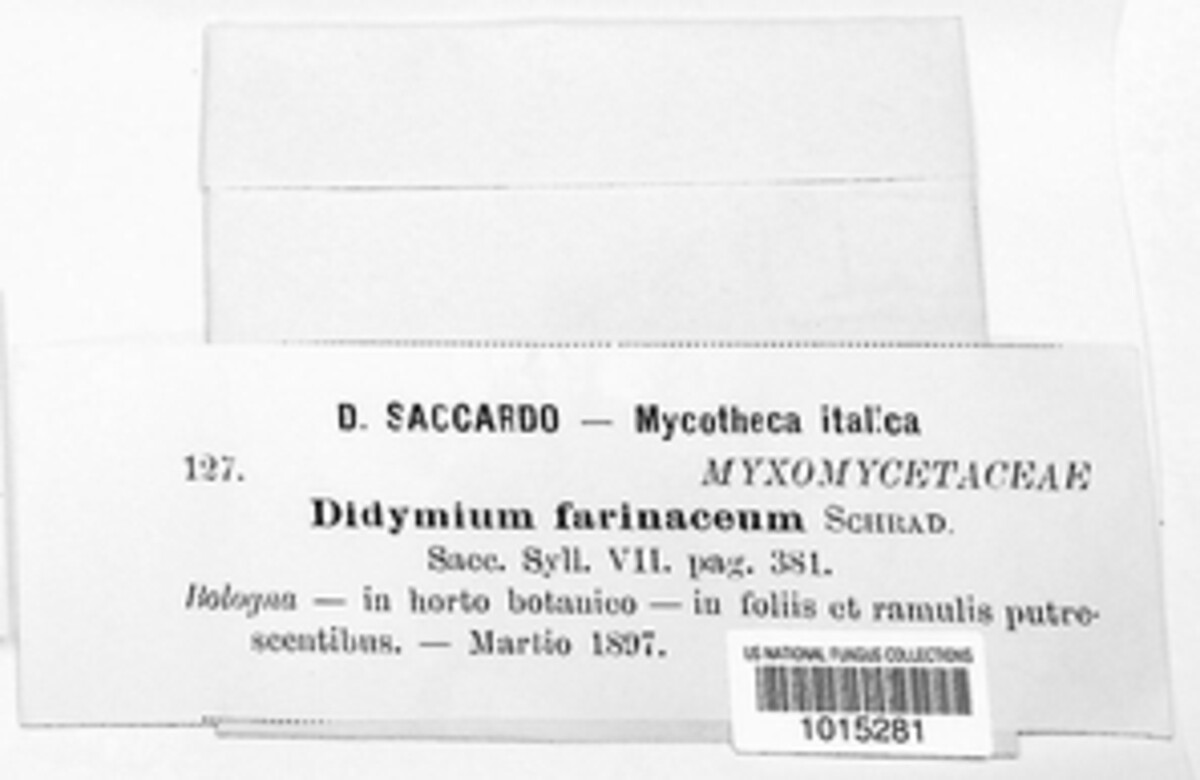 D. SACCARDO — Mycotheca italica
127. MYXOMYCETACEAE
Didymium farinaceum SCHRAD.
Sacc. Syll. VII. pag. 381.
Bologna — in horto botanico — in foliis et ramulis putre-
scentibus. — Martio 1897.
US NATIONAL FUNGUS COLLECTIONS
1015281